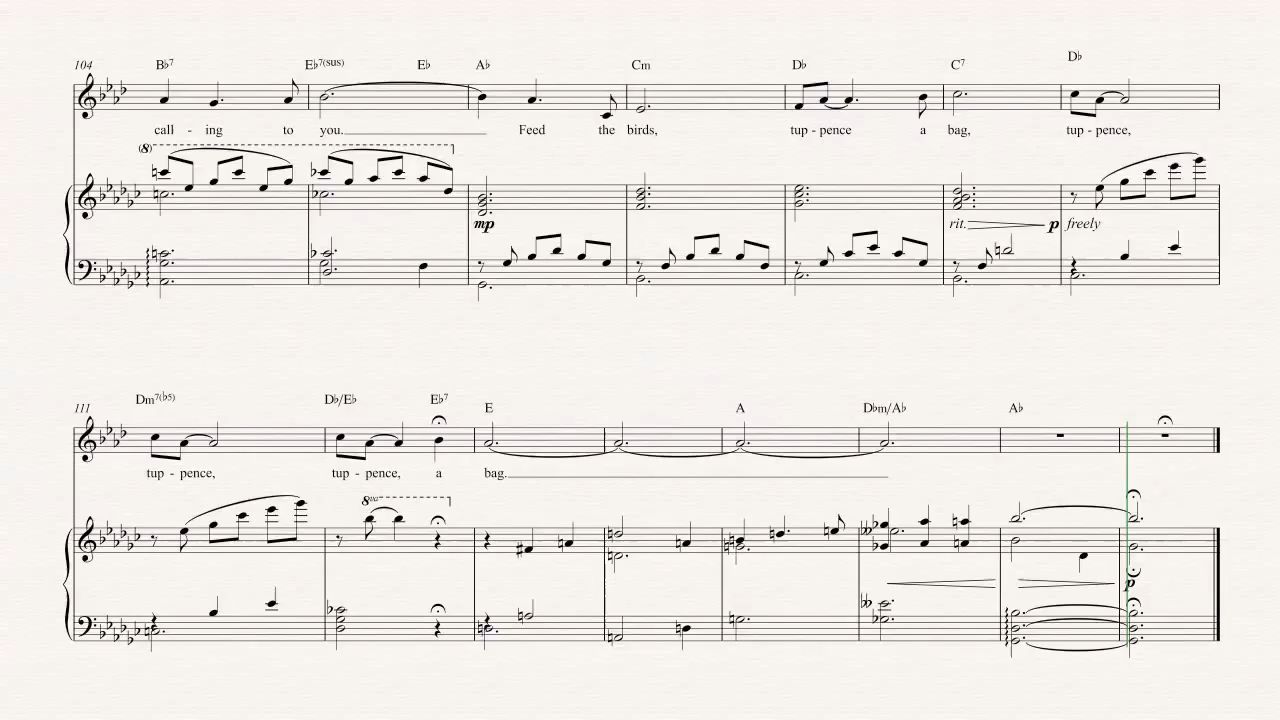 104 B♭7 E♭7(sus) E♭ A♭ Cm D♭ C7 D♭
call - ing to you. Feed the birds, tup - pence a bag, tup - pence,
(8)
mp rit. p freely
111 Dm7(♭5) D♭/E♭ E♭7 E A D♭m/A♭ A♭
tup - pence, tup - pence, a bag.
8va
p